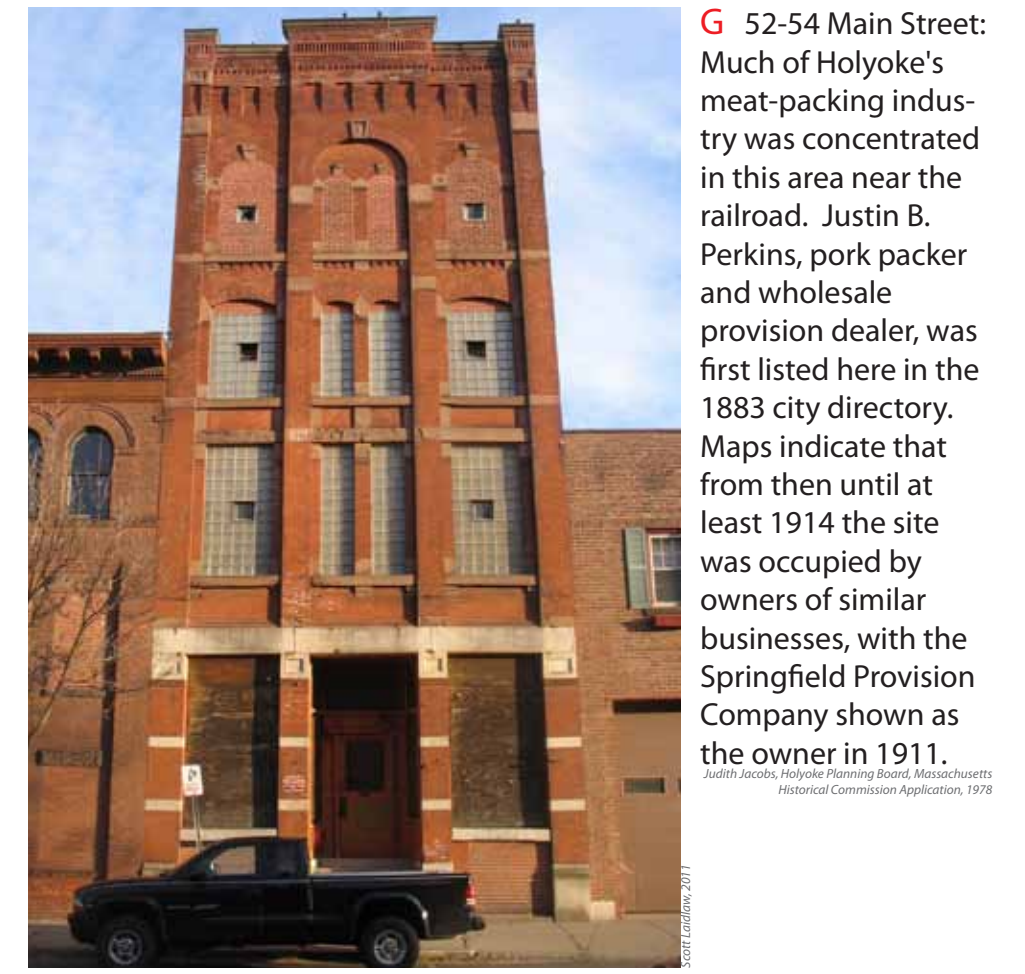 G 52-54 Main Street:
Much of Holyoke's
meat-packing indus-
try was concentrated
in this area near the
railroad. Justin B.
Perkins, pork packer
and wholesale
provision dealer, was
first listed here in the
1883 city directory.
Maps indicate that
from then until at
least 1914 the site
was occupied by
owners of similar
businesses, with the
Springfield Provision
Company shown as
the owner in 1911.
Judith Jacobs, Holyoke Planning Board, Massachusetts
Historical Commission Application, 1978
Scott Laidlaw, 2011